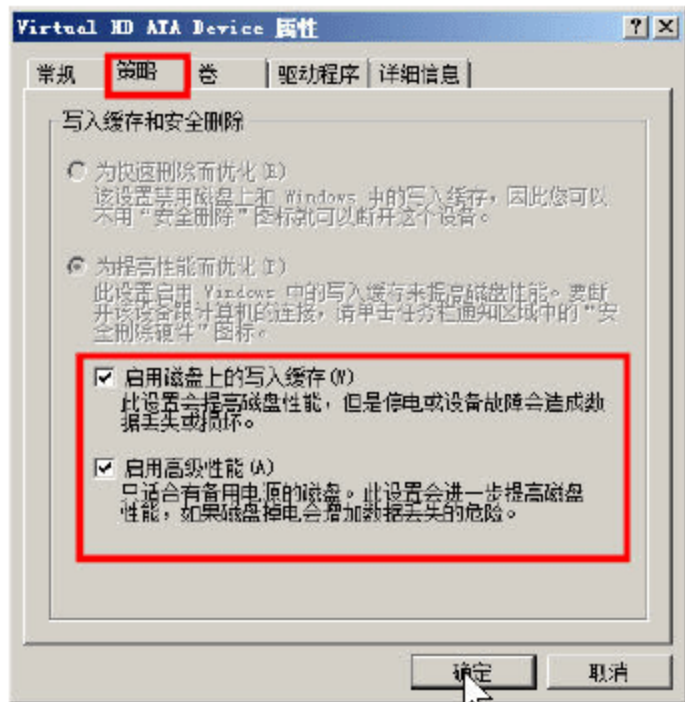 Virtual HD ATA Device 属性
常规 策略 卷 驱动程序 详细信息
写入缓存和安全删除
为快速删除而优化(E)
该设置禁用磁盘上和 Windows 中的写入缓存，因此您可以
不用“安全删除”图标就可以断开这个设备。
为提高性能而优化(I)
此设置启用 Windows 中的写入缓存来提高磁盘性能。要断
开该设备跟计算机的连接，请单击任务栏通知区域中的“安
全删除硬件”图标。
启用磁盘上的写入缓存(W)
此设置会提高磁盘性能，但是停电或设备故障会造成数
据丢失或损坏。
启用高级性能(A)
只适合有备用电源的磁盘。此设置会进一步提高磁盘
性能，如果磁盘掉电会增加数据丢失的危险。
确定 取消